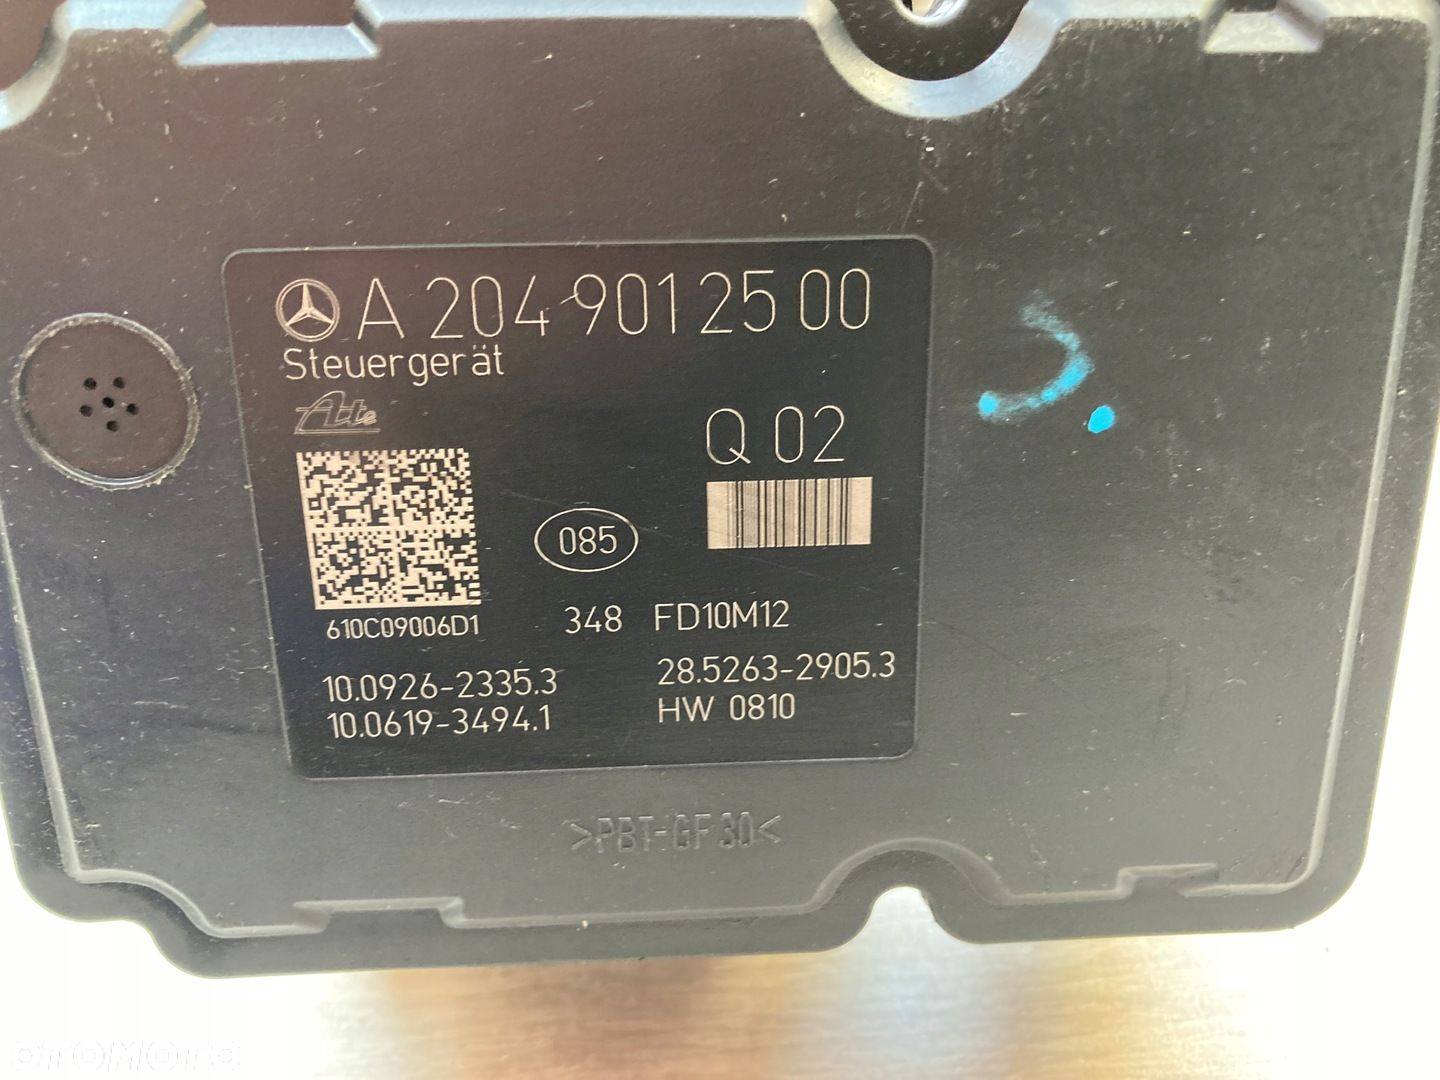 A 204 901 25 00
Steuergerät
Ate
Q 02
085
610C09006D1
348 FD10M12
10.0926-2335.3
28.5263-2905.3
10.0619-3494.1
HW 0810
>PBT-GF30<
OTOMOTO